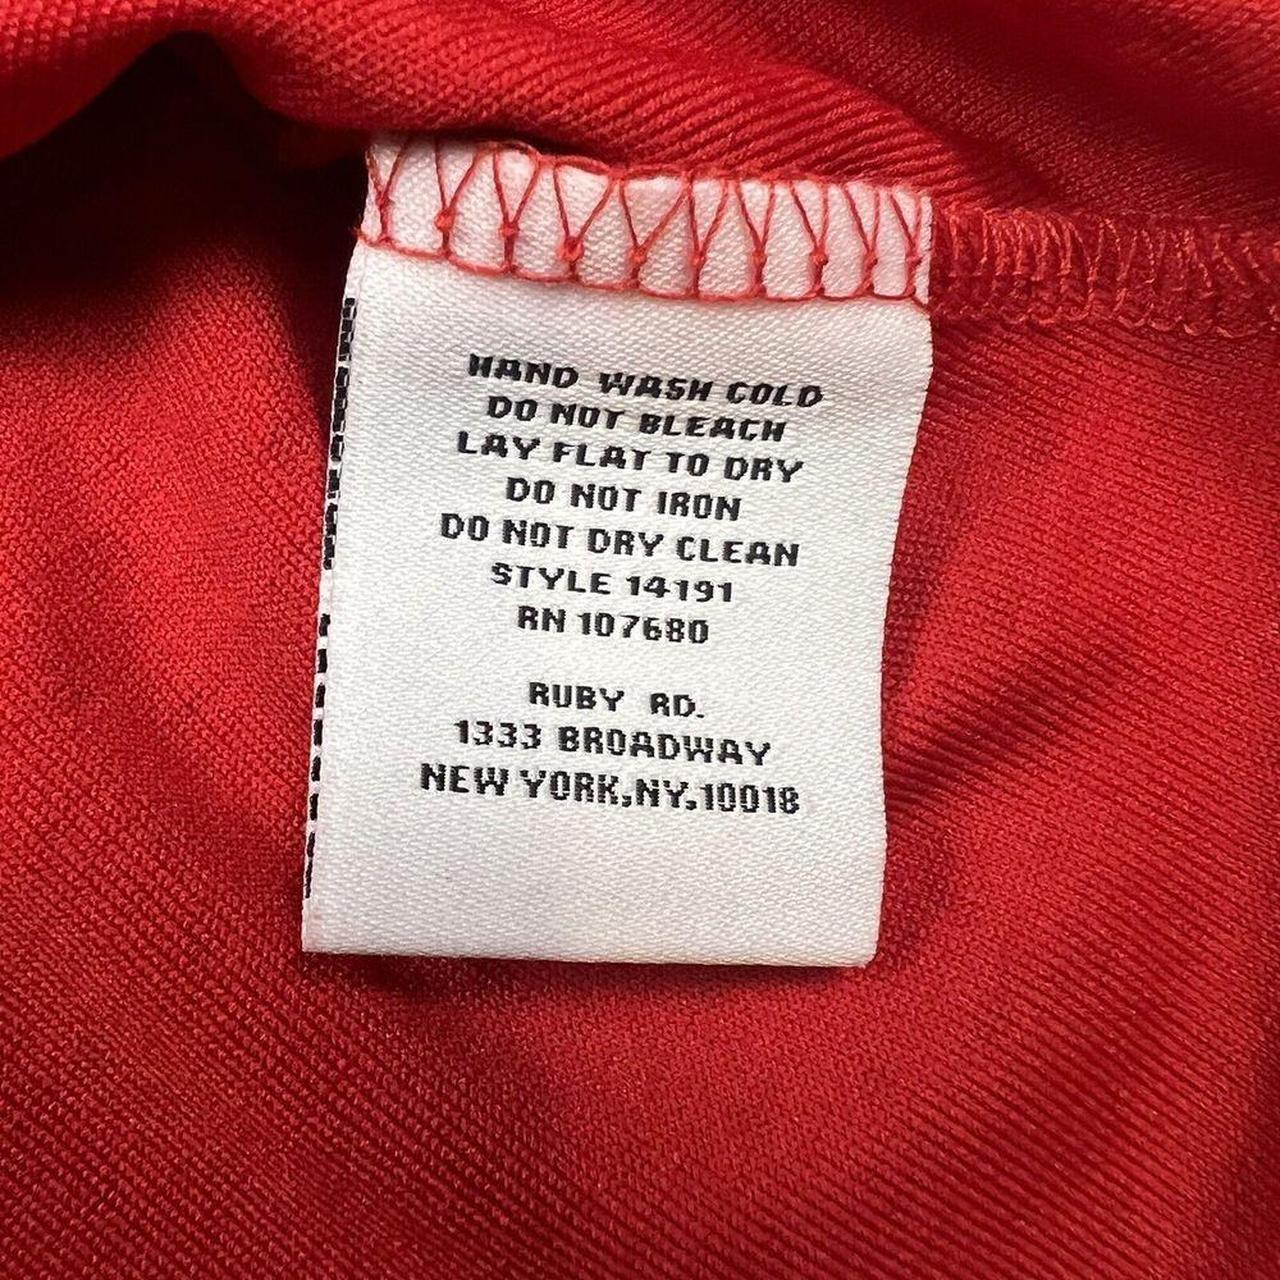 HAND WASH COLD
DO NOT BLEACH
LAY FLAT TO DRY
DO NOT IRON
DO NOT DRY CLEAN
STYLE 14191
RN 107680
RUBY RD.
1333 BROADWAY
NEW YORK,NY,10018